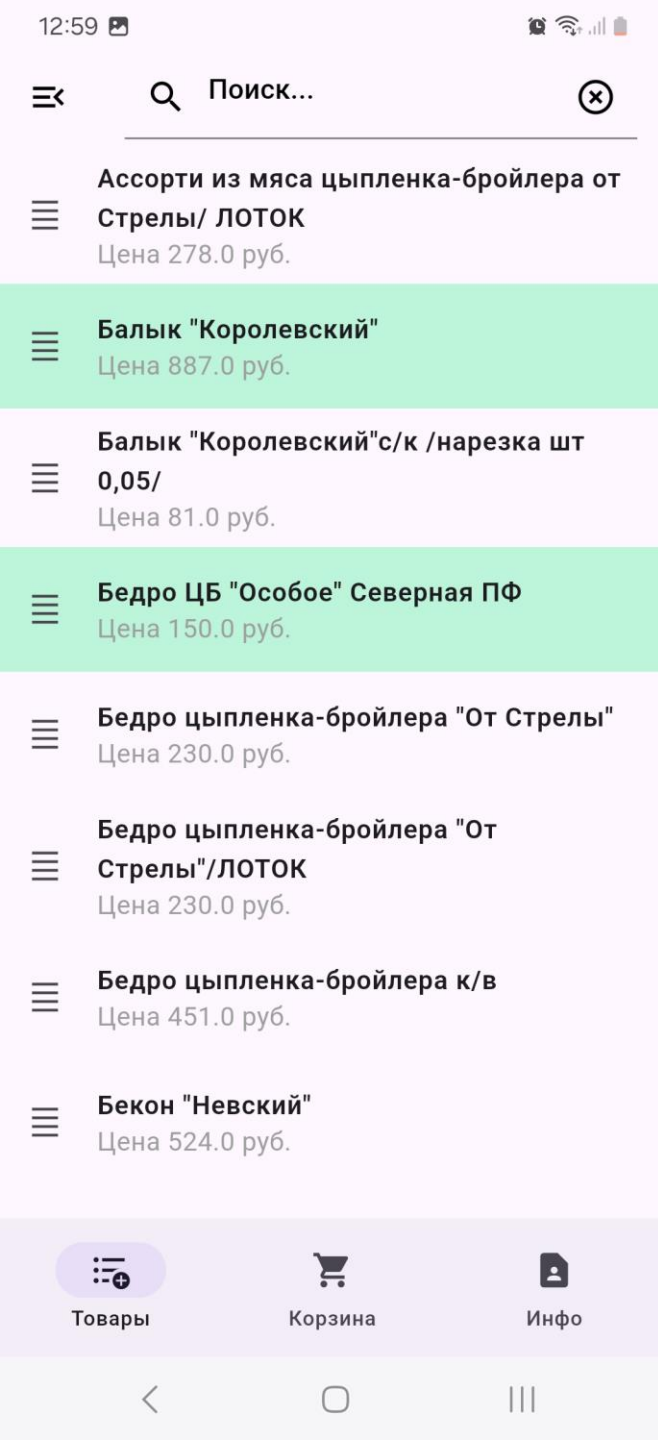 12:59
Поиск...
Ассорти из мяса цыпленка-бройлера от
Стрелы/ ЛОТОК
Цена 278.0 руб.
Балык "Королевский"
Цена 887.0 руб.
Балык "Королевский"с/к /нарезка шт
0,05/
Цена 81.0 руб.
Бедро ЦБ "Особое" Северная ПФ
Цена 150.0 руб.
Бедро цыпленка-бройлера "От Стрелы"
Цена 230.0 руб.
Бедро цыпленка-бройлера "От
Стрелы"/ЛОТОК
Цена 230.0 руб.
Бедро цыпленка-бройлера к/в
Цена 451.0 руб.
Бекон "Невский"
Цена 524.0 руб.
Товары
Корзина
Инфо